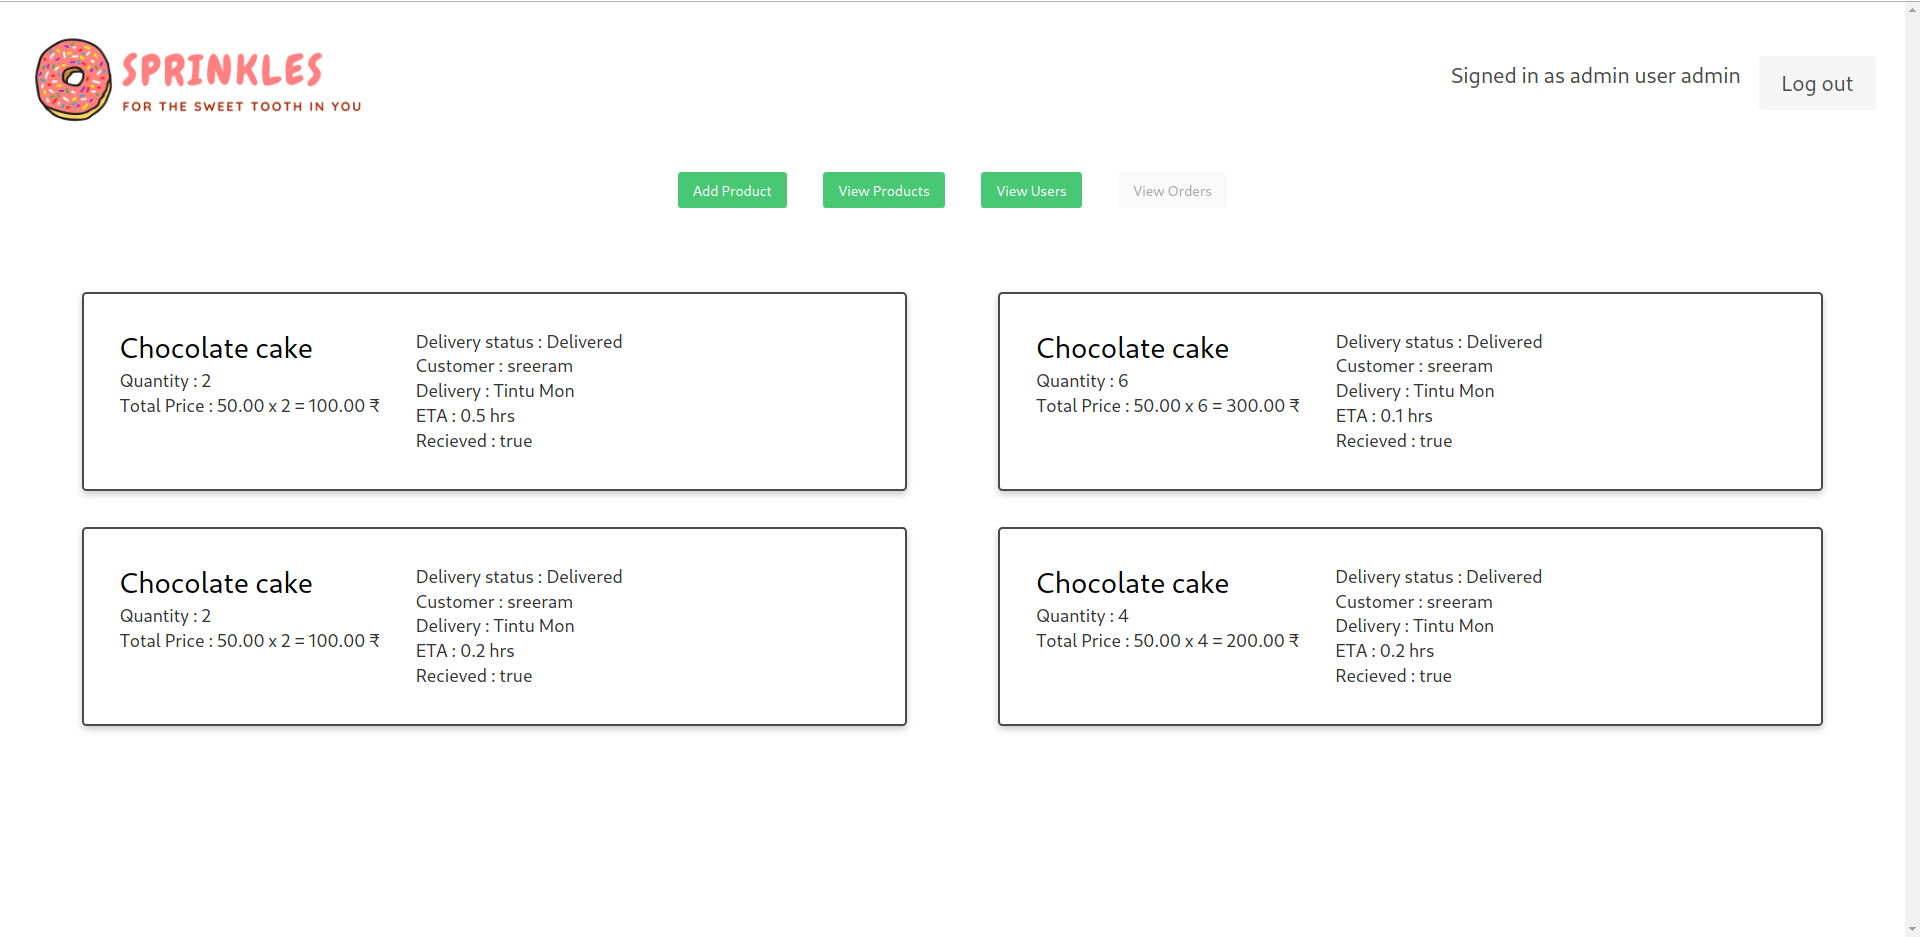 SPRINKLES
FOR THE SWEET TOOTH IN YOU
Signed in as admin user admin
Log out
Add Product
View Products
View Users
View Orders
Chocolate cake
Quantity : 2
Total Price : 50.00 x 2 = 100.00 ₹
Delivery status : Delivered
Customer : sreeram
Delivery : Tintu Mon
ETA : 0.5 hrs
Recieved : true
Chocolate cake
Quantity : 6
Total Price : 50.00 x 6 = 300.00 ₹
Delivery status : Delivered
Customer : sreeram
Delivery : Tintu Mon
ETA : 0.1 hrs
Recieved : true
Chocolate cake
Quantity : 2
Total Price : 50.00 x 2 = 100.00 ₹
Delivery status : Delivered
Customer : sreeram
Delivery : Tintu Mon
ETA : 0.2 hrs
Recieved : true
Chocolate cake
Quantity : 4
Total Price : 50.00 x 4 = 200.00 ₹
Delivery status : Delivered
Customer : sreeram
Delivery : Tintu Mon
ETA : 0.2 hrs
Recieved : true